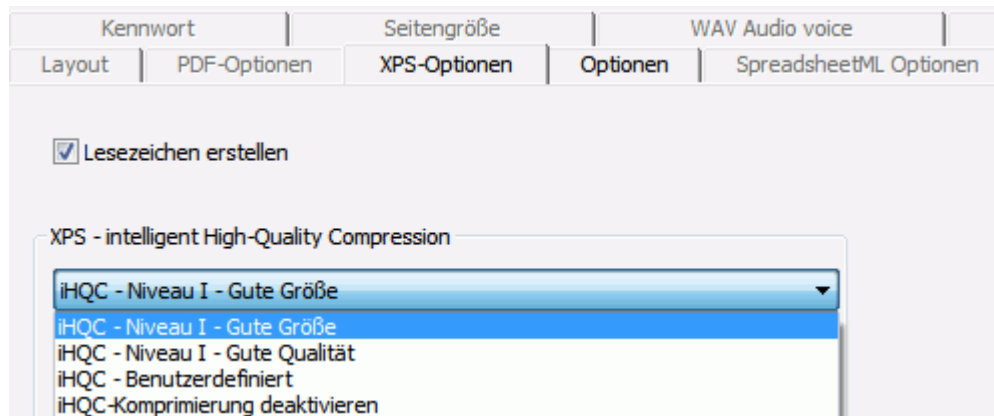 Kennwort Seitengröße WAV Audio voice
Layout PDF-Optionen XPS-Optionen Optionen SpreadsheetML Optionen
Lesezeichen erstellen
XPS - intelligent High-Quality Compression
iHQC - Niveau I - Gute Größe
iHQC - Niveau I - Gute Größe
iHQC - Niveau I - Gute Qualität
iHQC - Benutzerdefiniert
iHQC-Komprimierung deaktivieren